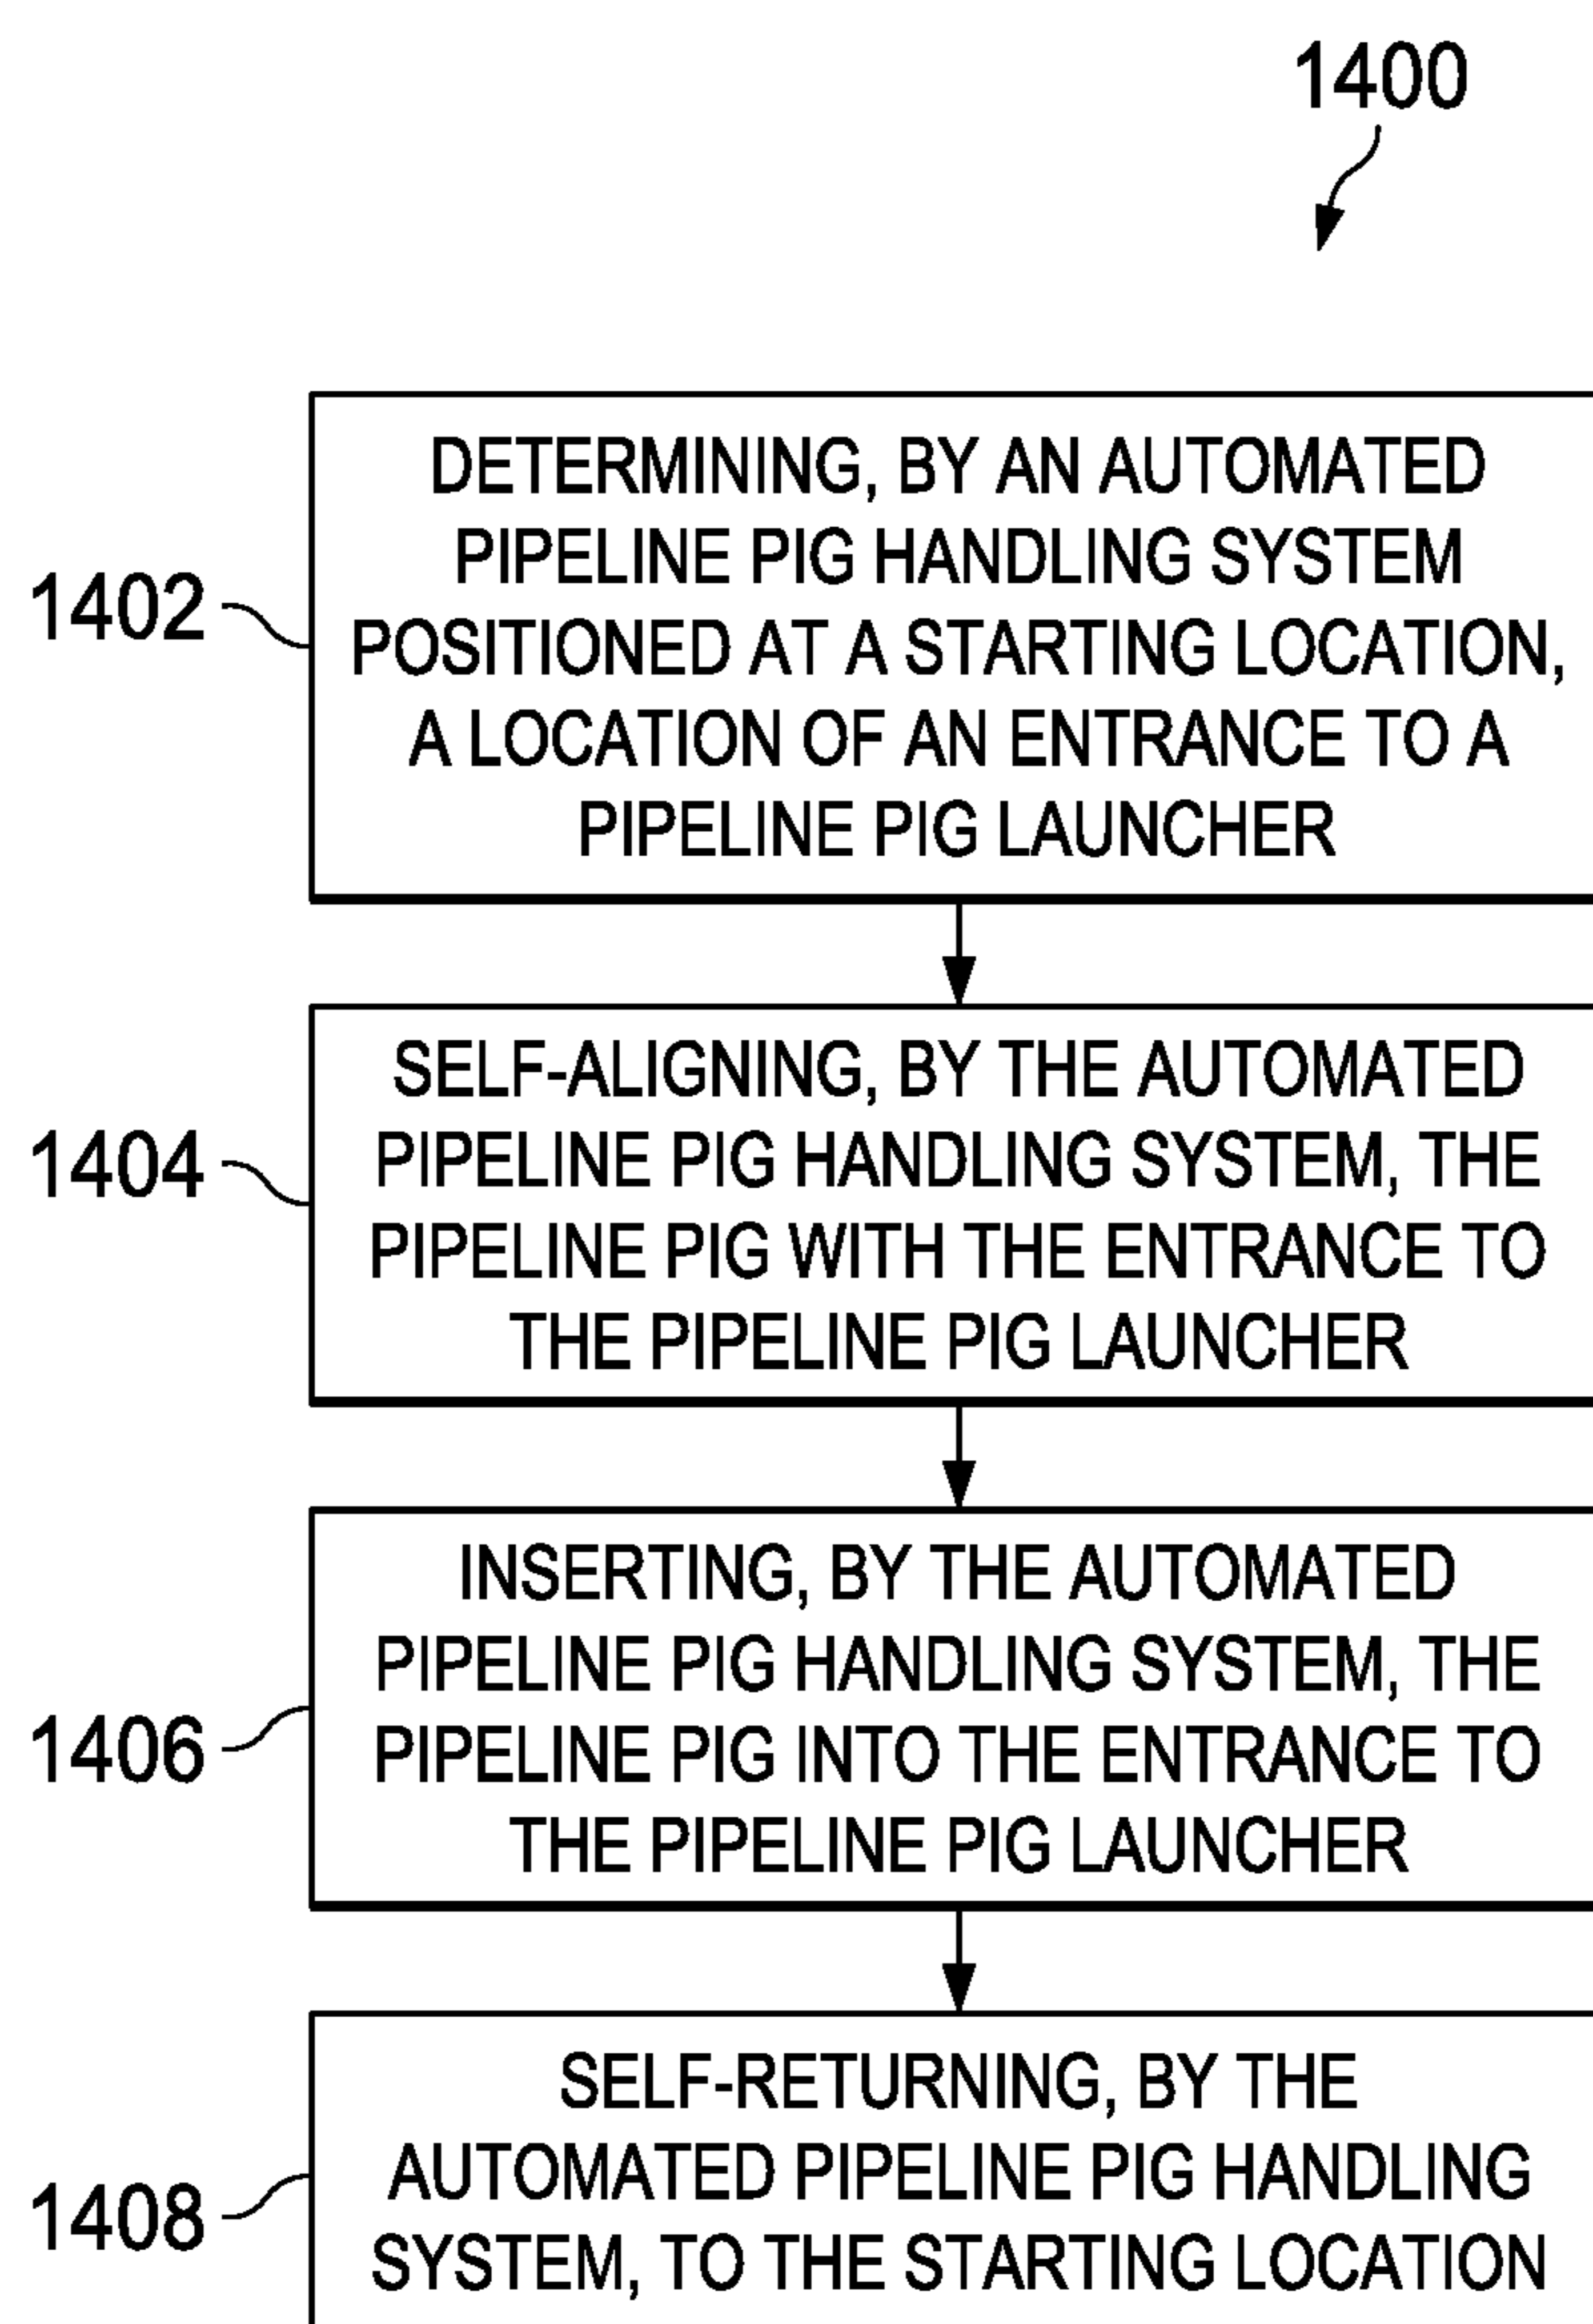 1400
1402
DETERMINING, BY AN AUTOMATED
PIPELINE PIG HANDLING SYSTEM
POSITIONED AT A STARTING LOCATION,
A LOCATION OF AN ENTRANCE TO A
PIPELINE PIG LAUNCHER
1404
SELF-ALIGNING, BY THE AUTOMATED
PIPELINE PIG HANDLING SYSTEM, THE
PIPELINE PIG WITH THE ENTRANCE TO
THE PIPELINE PIG LAUNCHER
1406
INSERTING, BY THE AUTOMATED
PIPELINE PIG HANDLING SYSTEM, THE
PIPELINE PIG INTO THE ENTRANCE TO
THE PIPELINE PIG LAUNCHER
1408
SELF-RETURNING, BY THE
AUTOMATED PIPELINE PIG HANDLING
SYSTEM, TO THE STARTING LOCATION